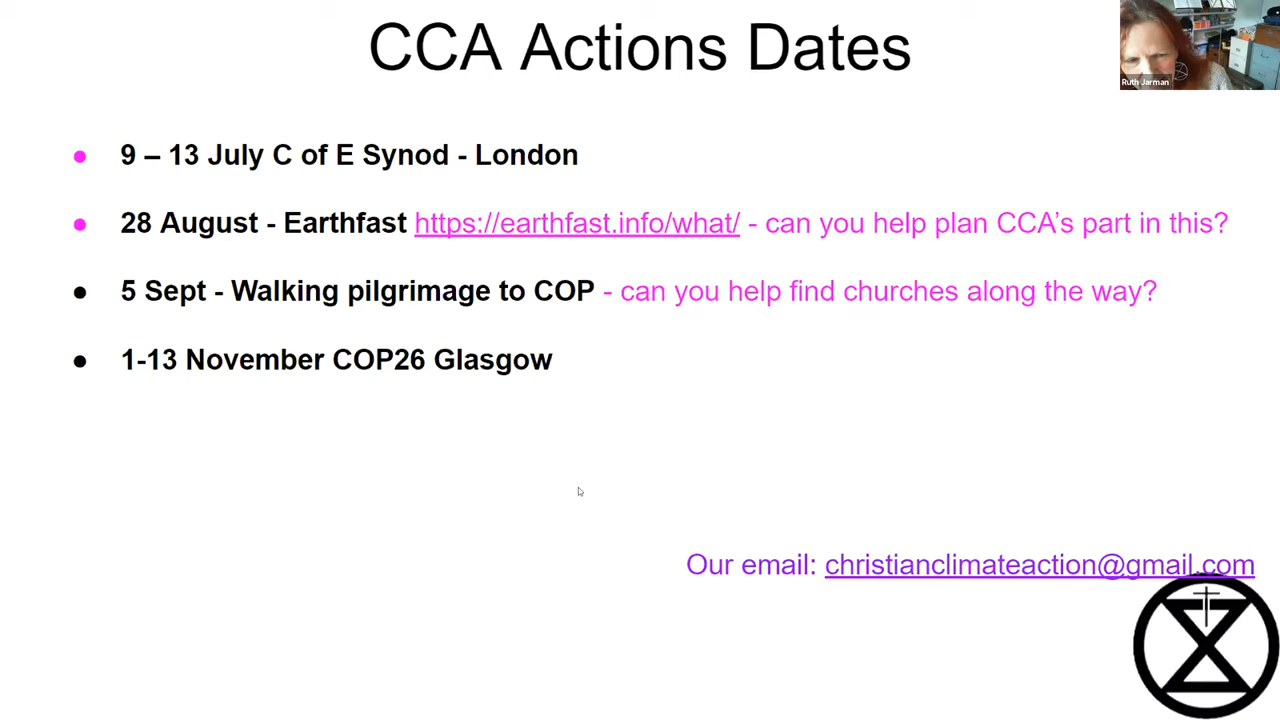 CCA Actions Dates
Ruth Jarman
● 9 – 13 July C of E Synod - London
● 28 August - Earthfast https://earthfast.info/what/ - can you help plan CCA’s part in this?
● 5 Sept - Walking pilgrimage to COP - can you help find churches along the way?
● 1-13 November COP26 Glasgow
Our email: christianclimateaction@gmail.com